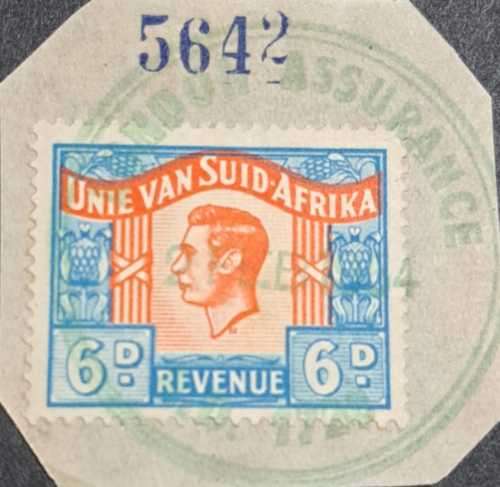 5642
ASSURANCE
UNIE VAN SUID-AFRIKA
6D REVENUE 6D